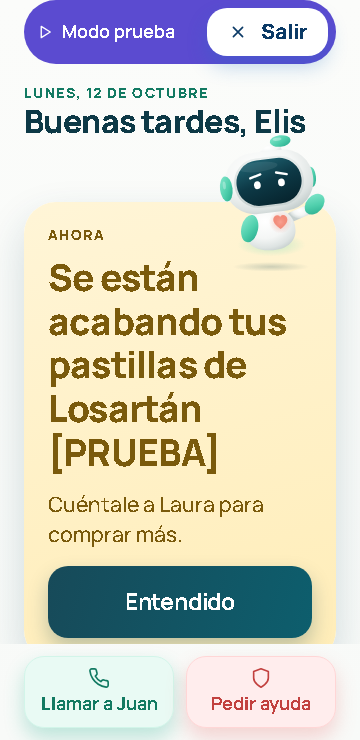 Modo prueba
Salir
LUNES, 12 DE OCTUBRE
Buenas tardes, Elis
AHORA
Se están
acabando tus
pastillas de
Losartán
[PRUEBA]
Cuéntale a Laura para
comprar más.
Entendido
Llamar a Juan
Pedir ayuda